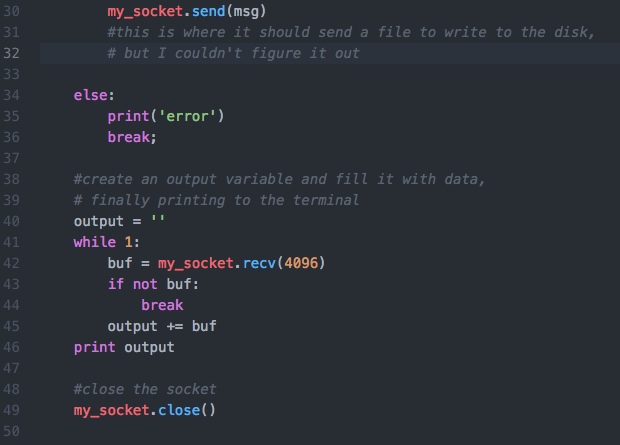 30 my_socket.send(msg)
31 #this is where it should send a file to write to the disk,
32 # but I couldn't figure it out
33
34 else:
35 print('error')
36 break;
37
38 #create an output variable and fill it with data,
39 # finally printing to the terminal
40 output = ''
41 while 1:
42 buf = my_socket.recv(4096)
43 if not buf:
44 break
45 output += buf
46 print output
47
48 #close the socket
49 my_socket.close()
50